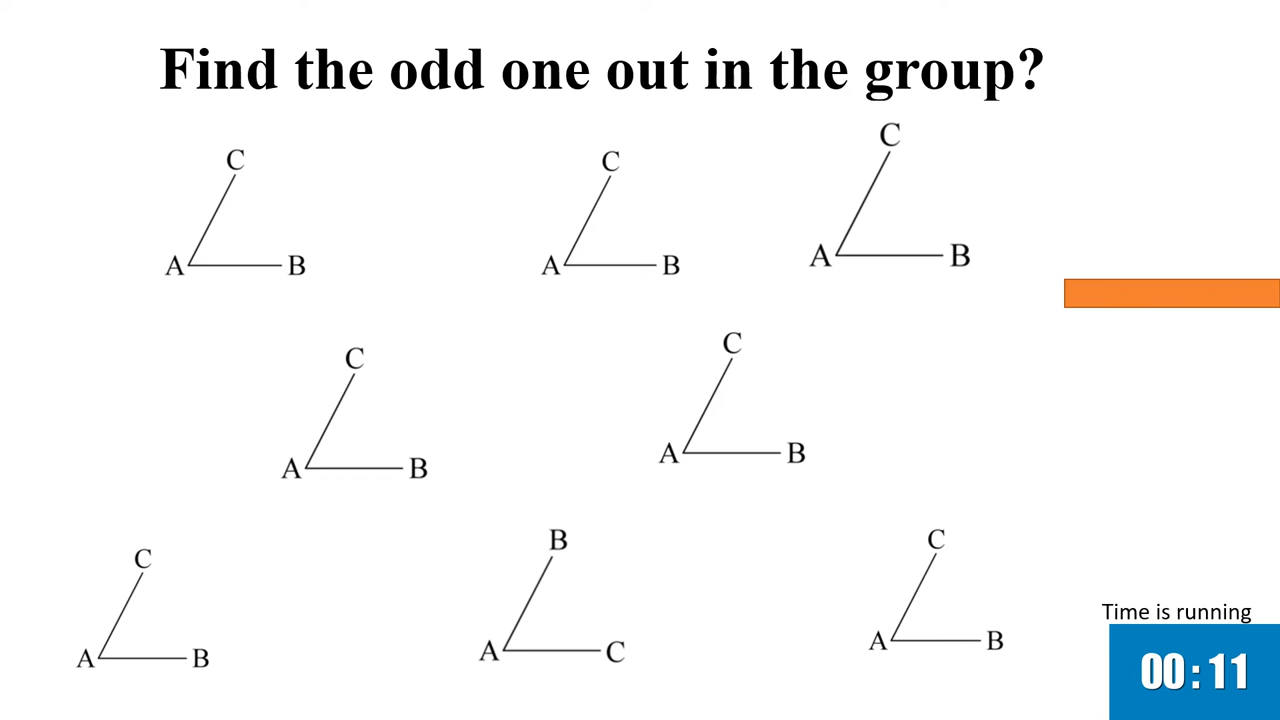 Find the odd one out in the group?
C C C
A B A B A B
C C
A B A B
C B C
A B A C A B
Time is running
00:11